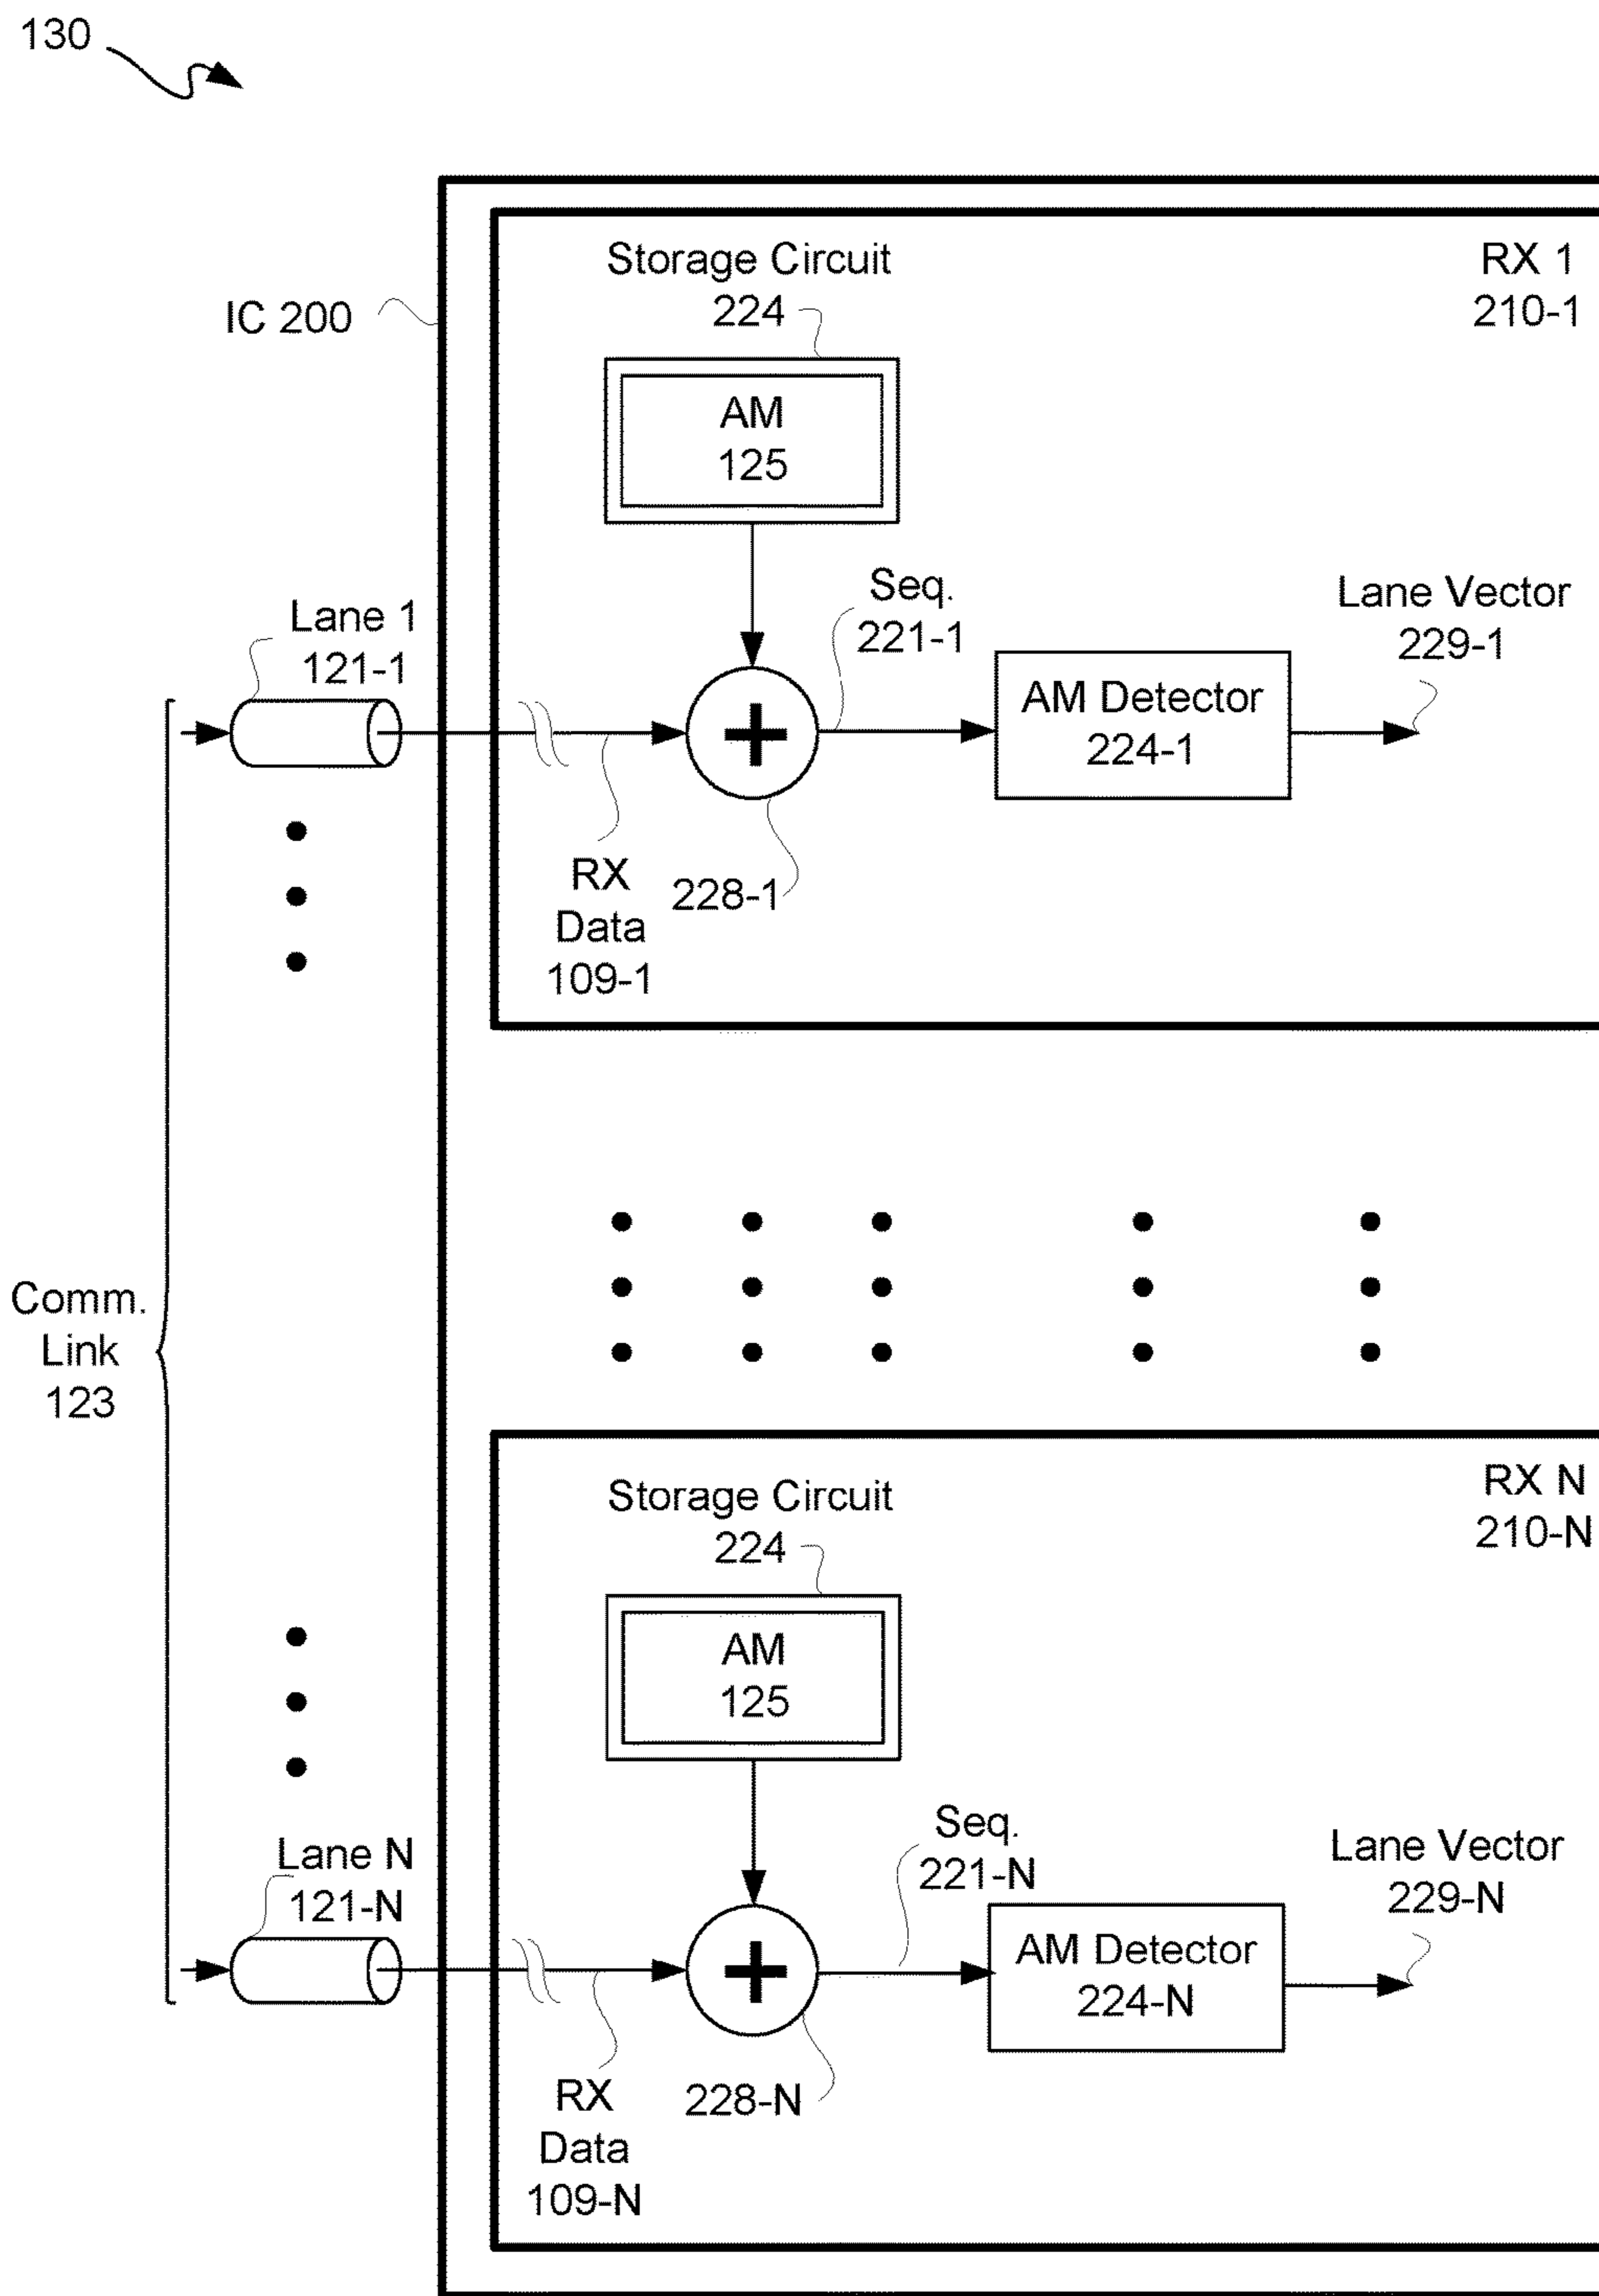 130
IC 200
Storage Circuit
224
RX 1
210-1
AM
125
Lane 1
121-1
Seq.
221-1
Lane Vector
229-1
AM Detector
224-1
RX
Data
109-1
228-1
Comm.
Link
123
Storage Circuit
224
RX N
210-N
AM
125
Lane N
121-N
Seq.
221-N
Lane Vector
229-N
AM Detector
224-N
RX
Data
109-N
228-N